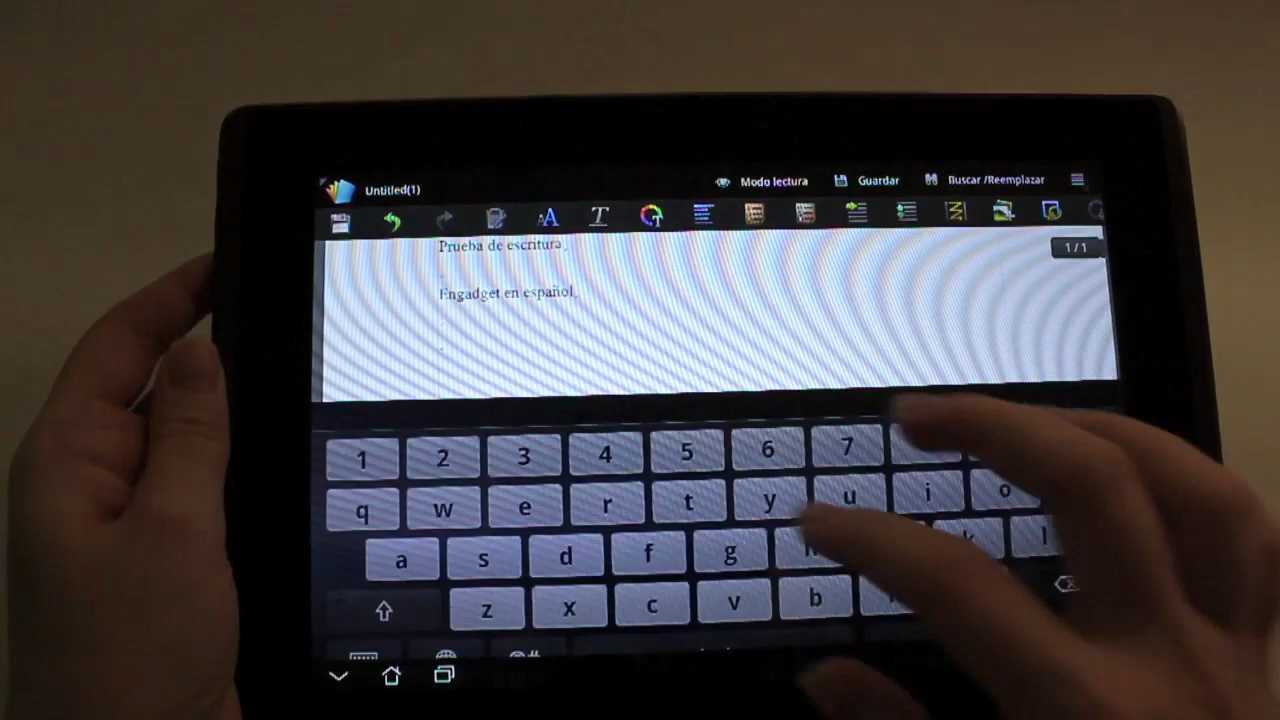 Untitled(1) Modo lectura Guardar Buscar /Reemplazar
Prueba de escritura
1 / 1
Engadget en español
1 2 3 4 5 6 7
q w e r t y u i o
a s d f g k l
z x c v b
@#